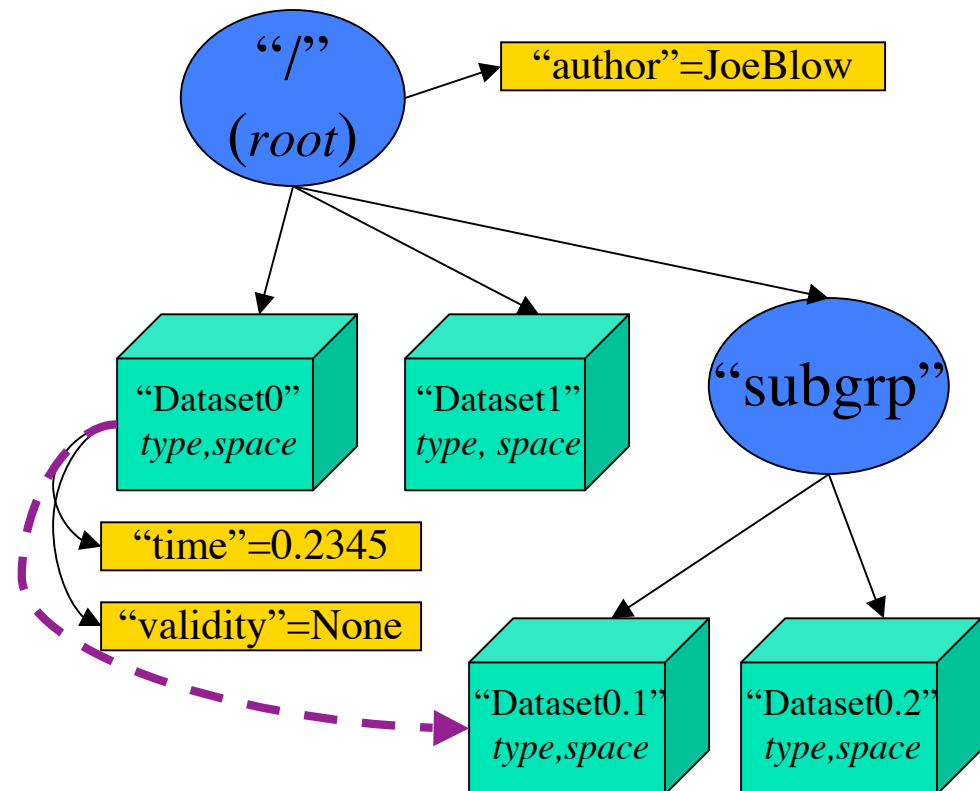 “/”
(root)
“author”=JoeBlow
“Dataset0”
type,space
“Dataset1”
type, space
“subgrp”
“time”=0.2345
“validity”=None
“Dataset0.1”
type,space
“Dataset0.2”
type,space